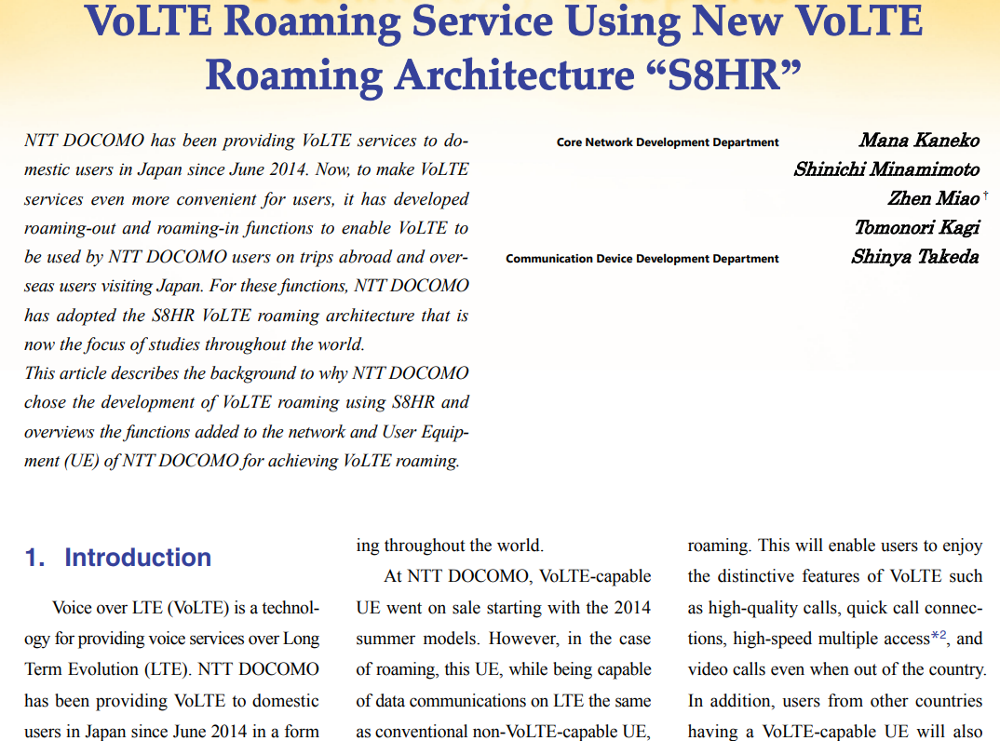 VoLTE Roaming Service Using New VoLTE
Roaming Architecture “S8HR”
NTT DOCOMO has been providing VoLTE services to do-
mestic users in Japan since June 2014. Now, to make VoLTE
services even more convenient for users, it has developed
roaming-out and roaming-in functions to enable VoLTE to
be used by NTT DOCOMO users on trips abroad and over-
seas users visiting Japan. For these functions, NTT DOCOMO
has adopted the S8HR VoLTE roaming architecture that is
now the focus of studies throughout the world.
This article describes the background to why NTT DOCOMO
chose the development of VoLTE roaming using S8HR and
overviews the functions added to the network and User Equip-
ment (UE) of NTT DOCOMO for achieving VoLTE roaming.
Core Network Development Department Mana Kaneko
Shinichi Minamimoto
Zhen Miao†
Tomonori Kagi
Communication Device Development Department Shinya Takeda
1. Introduction
Voice over LTE (VoLTE) is a technol-
ogy for providing voice services over Long
Term Evolution (LTE). NTT DOCOMO
has been providing VoLTE to domestic
users in Japan since June 2014 in a form
ing throughout the world.
At NTT DOCOMO, VoLTE-capable
UE went on sale starting with the 2014
summer models. However, in the case
of roaming, this UE, while being capable
of data communications on LTE the same
as conventional non-VoLTE-capable UE,
roaming. This will enable users to enjoy
the distinctive features of VoLTE such
as high-quality calls, quick call connec-
tions, high-speed multiple access*2, and
video calls even when out of the country.
In addition, users from other countries
having a VoLTE-capable UE will also